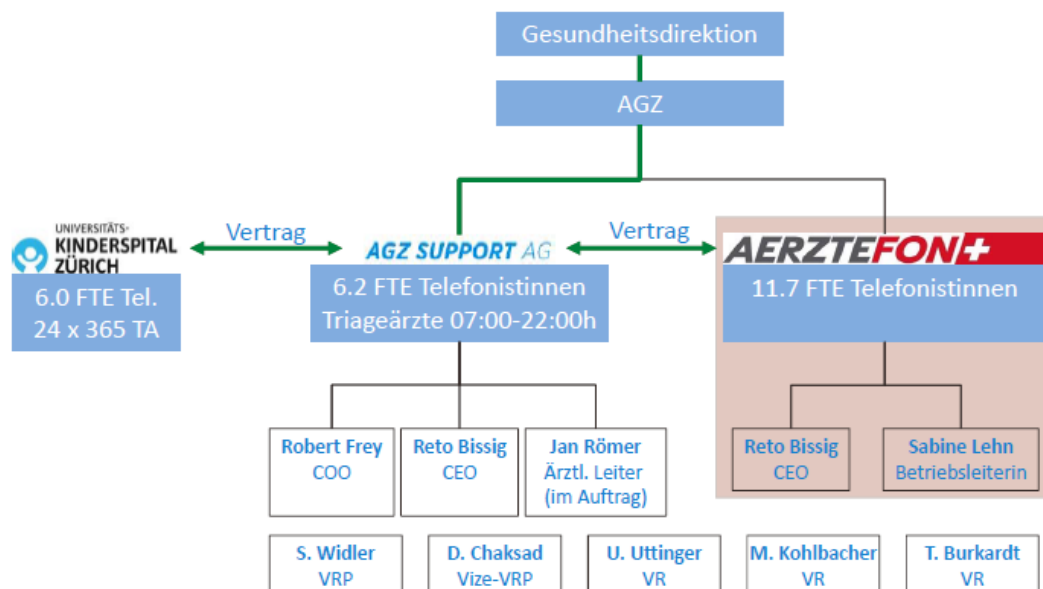 Gesundheitsdirektion
AGZ
UNIVERSITÄTS-
KINDERSPITAL
ZÜRICH
Vertrag
AGZ SUPPORT AG
Vertrag
AERZTEFON
6.0 FTE Tel.
24 x 365 TA
6.2 FTE Telefonistinnen
Triageärzte 07:00-22:00h
11.7 FTE Telefonistinnen
Robert Frey
COO
Reto Bissig
CEO
Jan Römer
Ärztl. Leiter
(im Auftrag)
Reto Bissig
CEO
Sabine Lehn
Betriebsleiterin
S. Widler
VRP
D. Chaksad
Vize-VRP
U. Uttinger
VR
M. Kohlbacher
VR
T. Burkardt
VR